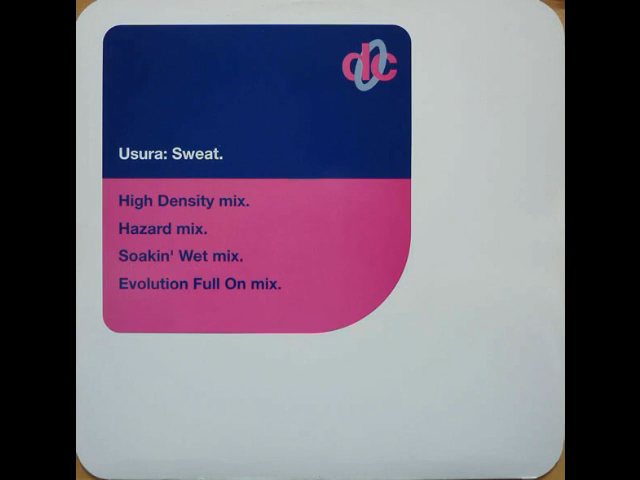 dc
Usura: Sweat.
High Density mix.
Hazard mix.
Soakin' Wet mix.
Evolution Full On mix.